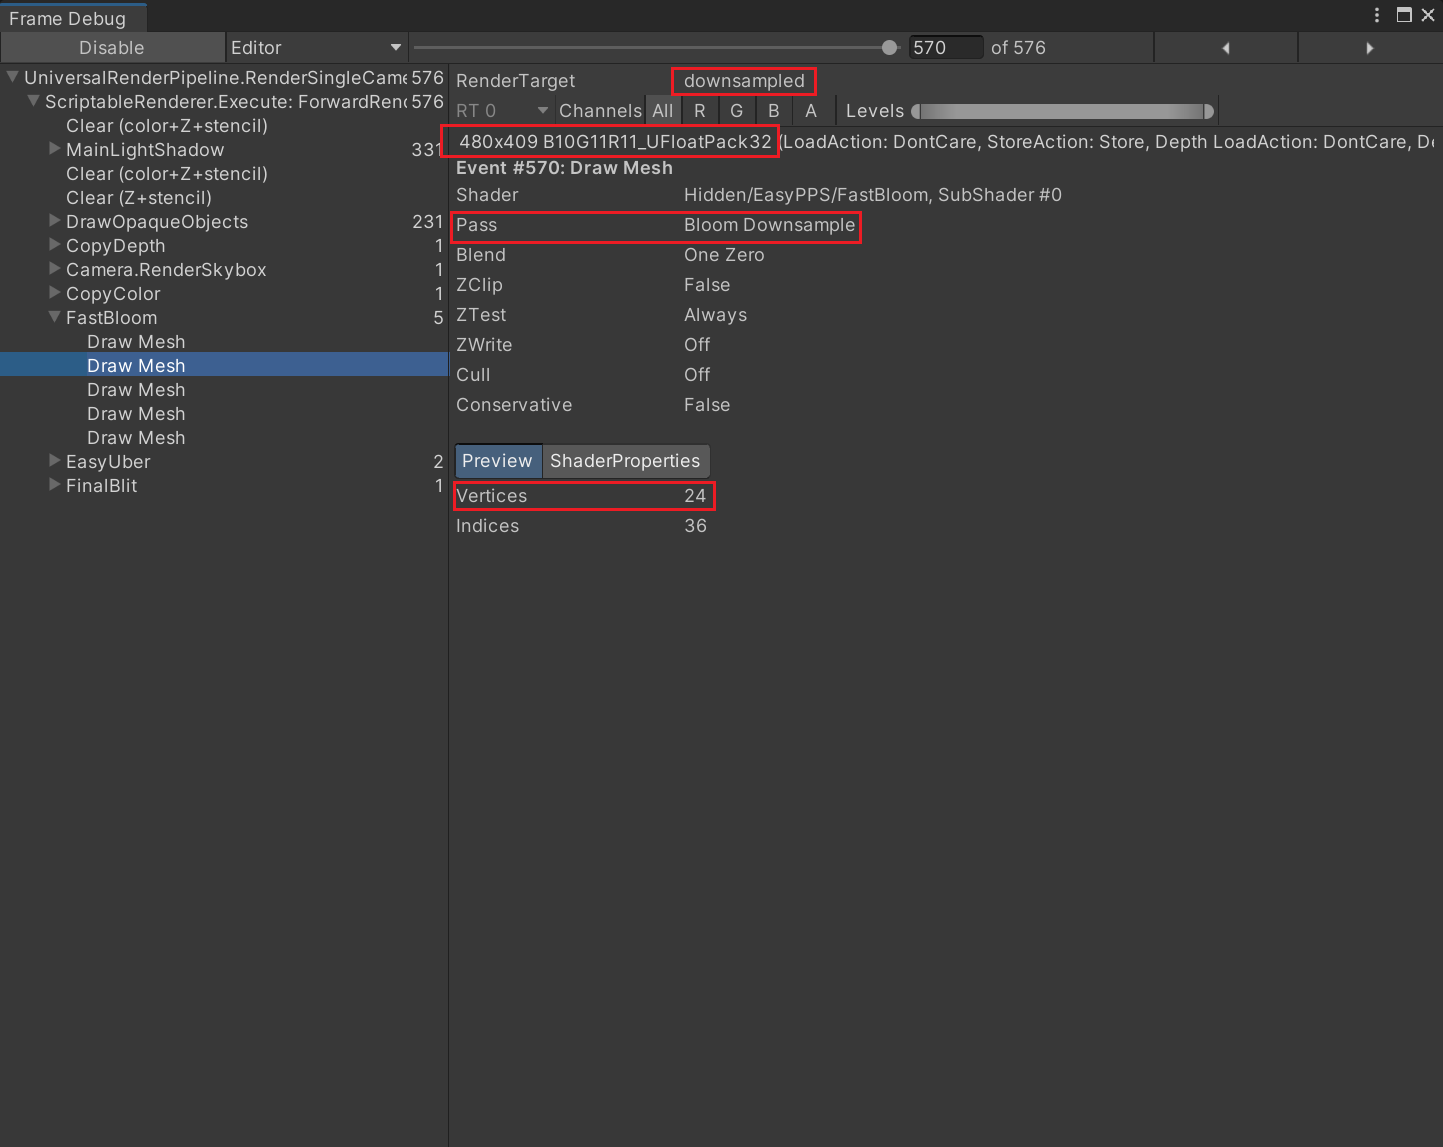 Frame Debug
Disable
Editor
570
of 576
UniversalRenderPipeline.RenderSingleCame 576
ScriptableRenderer.Execute: ForwardRend 576
Clear (color+Z+stencil)
MainLightShadow 331
Clear (color+Z+stencil)
Clear (Z+stencil)
DrawOpaqueObjects 231
CopyDepth 1
Camera.RenderSkybox 1
CopyColor 1
FastBloom 5
Draw Mesh
Draw Mesh
Draw Mesh
Draw Mesh
Draw Mesh
EasyUber 2
FinalBlit 1
RenderTarget downsampled
RT 0 Channels All R G B A Levels
480x409 B10G11R11_UFloatPack32 (LoadAction: DontCare, StoreAction: Store, Depth LoadAction: DontCare, De
Event #570: Draw Mesh
Shader Hidden/EasyPPS/FastBloom, SubShader #0
Pass Bloom Downsample
Blend One Zero
ZClip False
ZTest Always
ZWrite Off
Cull Off
Conservative False
Preview ShaderProperties
Vertices 24
Indices 36